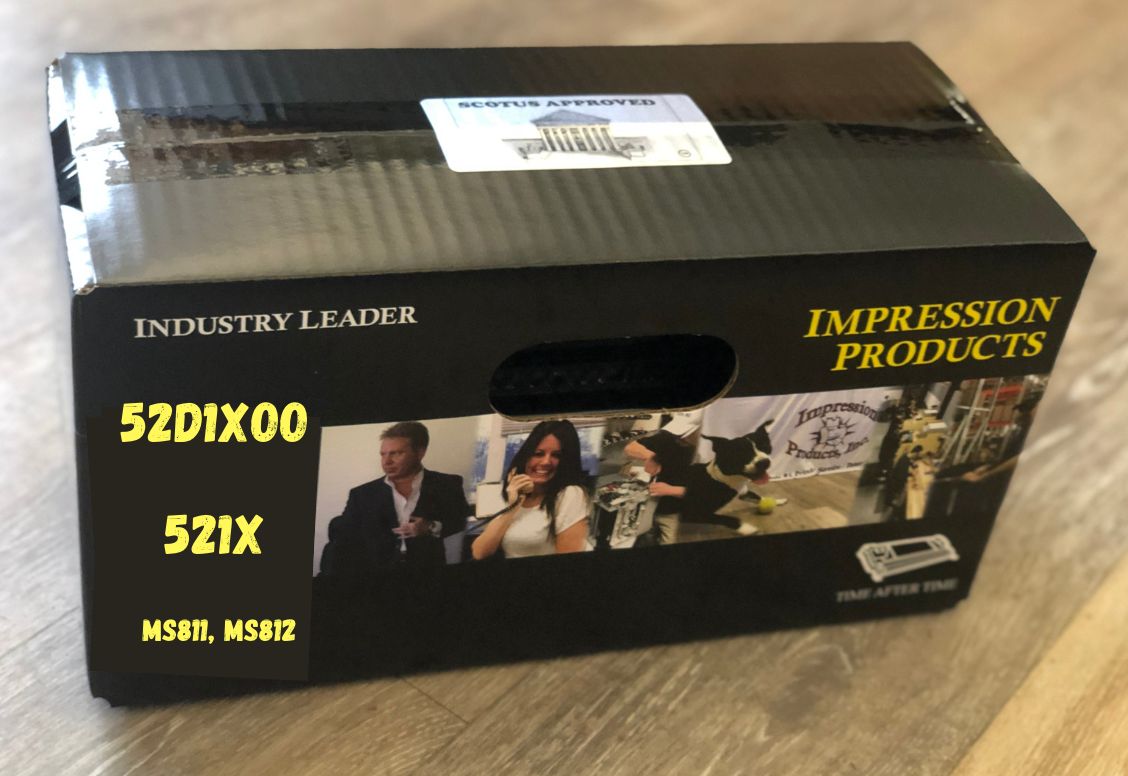 SCOTUS APPROVED
INDUSTRY LEADER
IMPRESSION
PRODUCTS
52D1X00
521X
MS811, MS812
Impression
Products, Inc.
TIME AFTER TIME